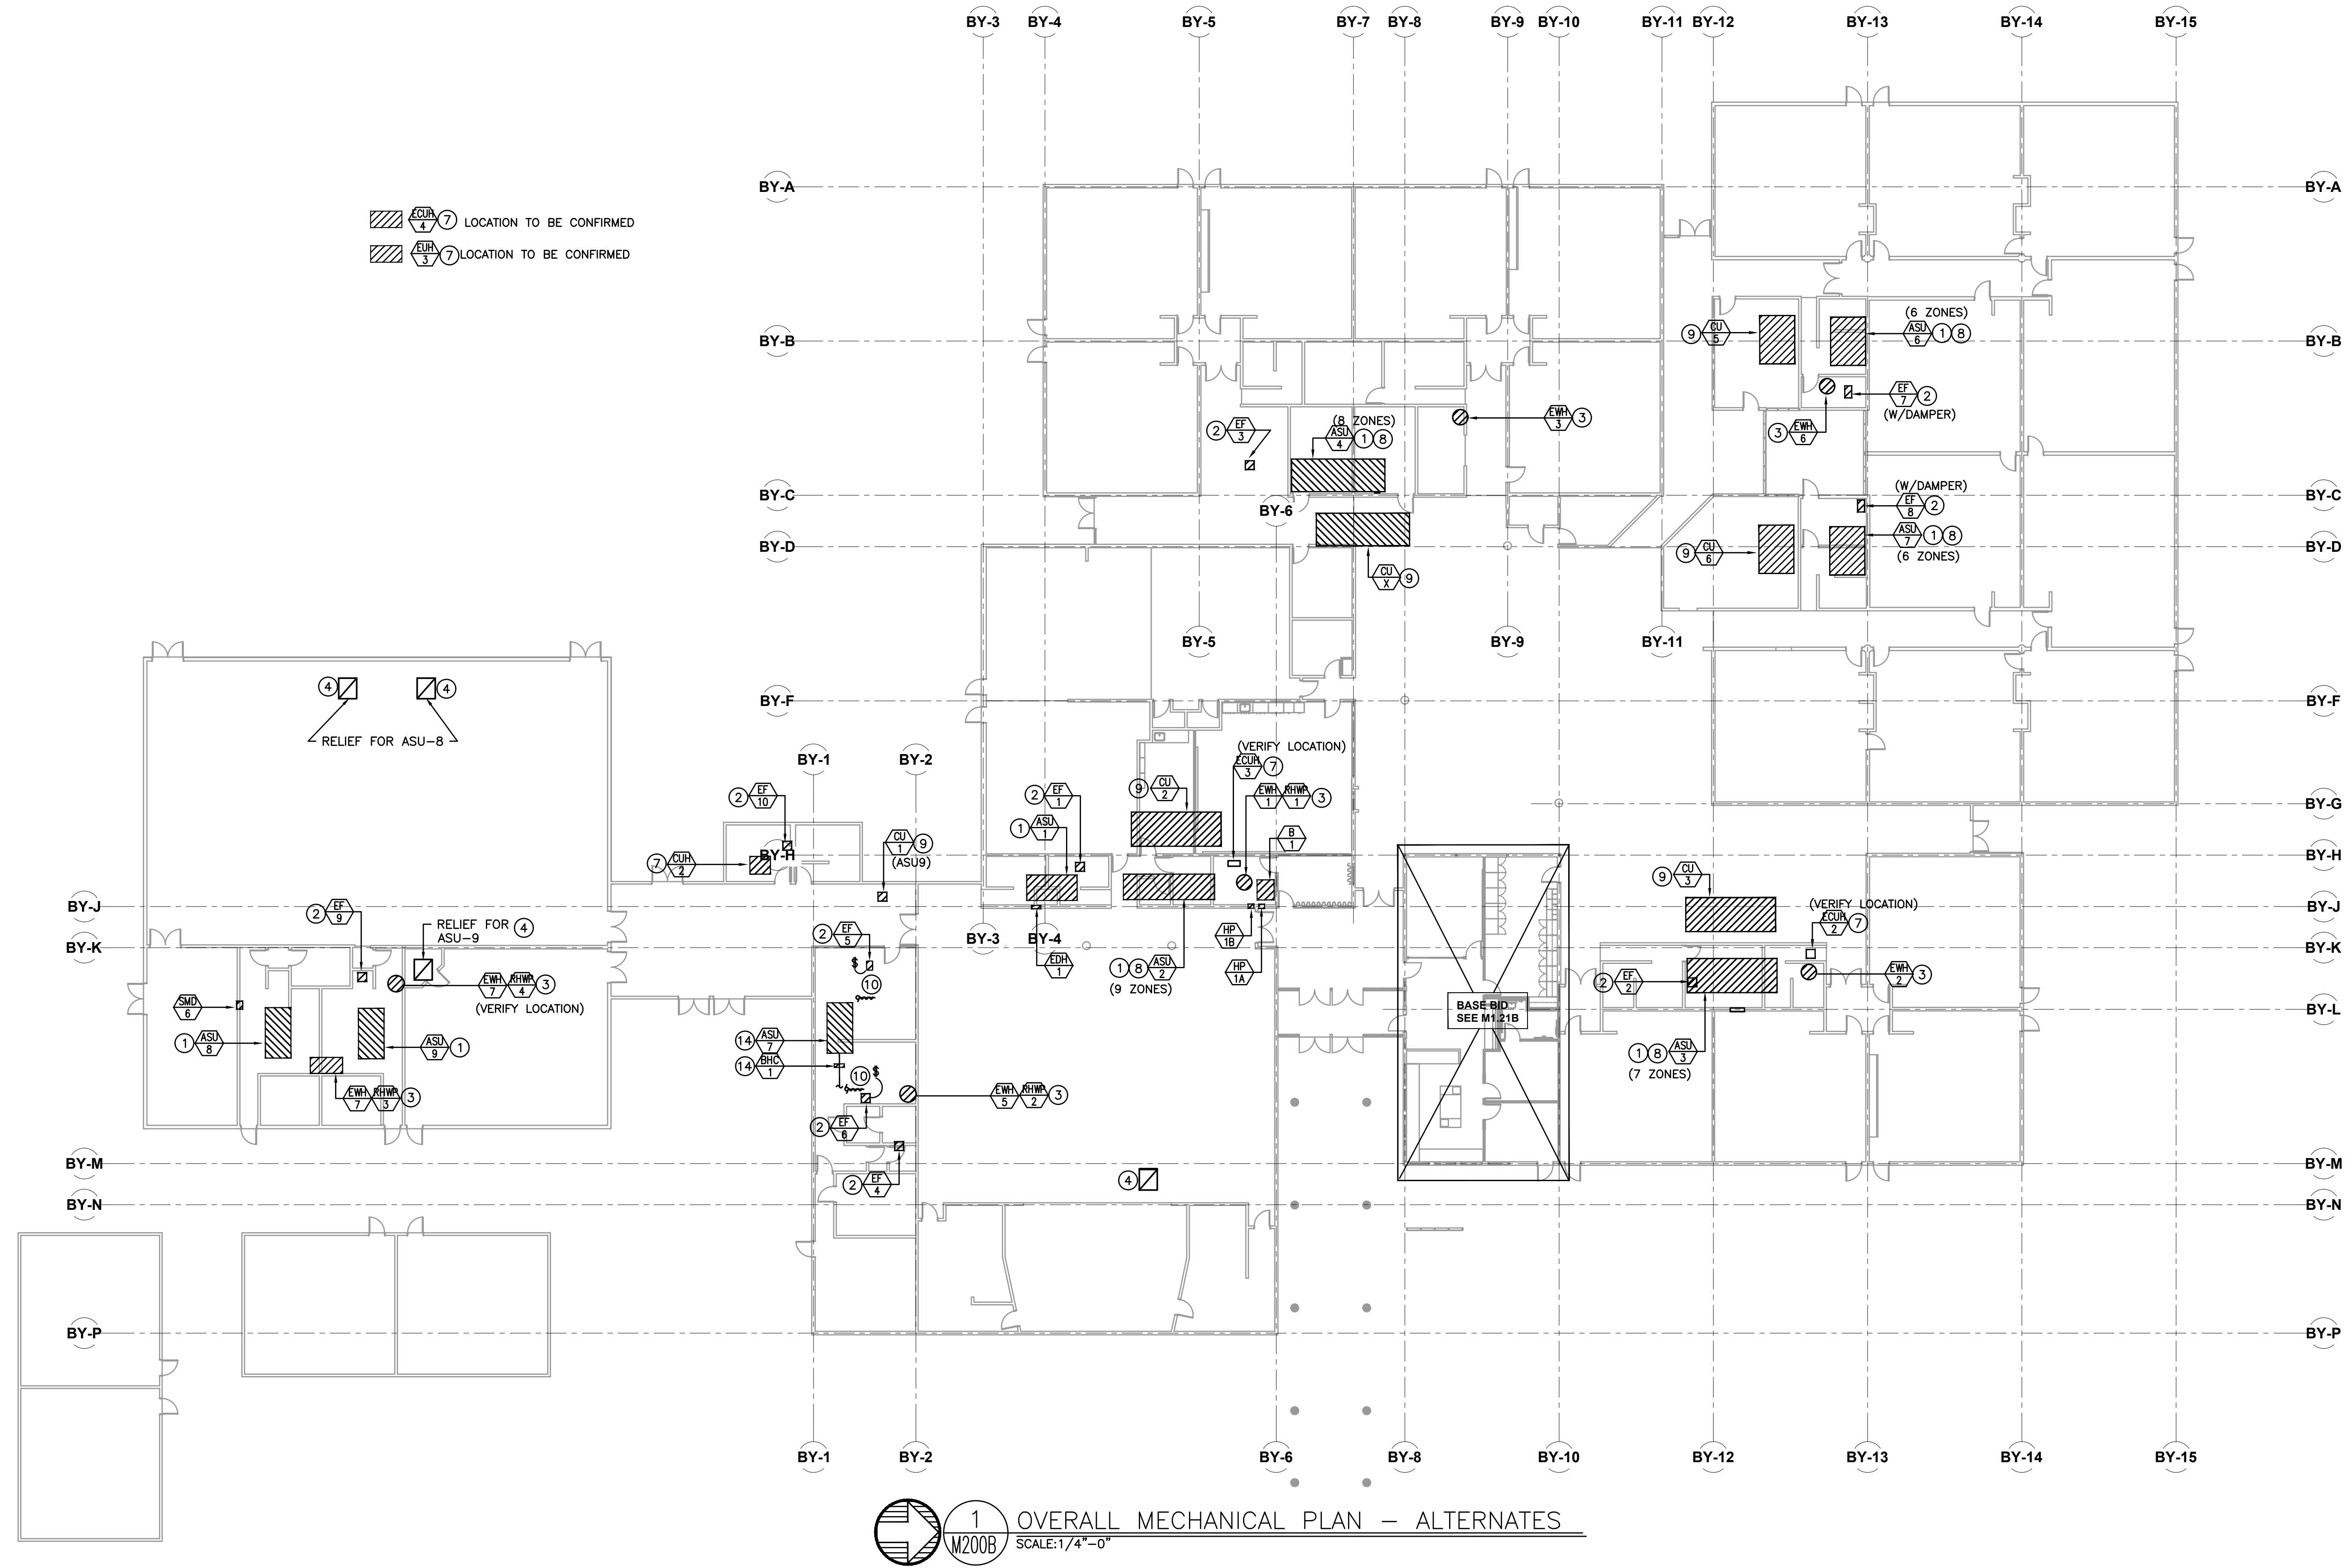 BY-3 BY-4 BY-5 BY-7 BY-8 BY-9 BY-10 BY-11 BY-12 BY-13 BY-14 BY-15
BY-A BY-A
ECUH 4 7 LOCATION TO BE CONFIRMED
EUH 3 7 LOCATION TO BE CONFIRMED
(6 ZONES)
9 CU 5
ASU 6 1 8
BY-B BY-B
EF 7 2
(W/DAMPER)
3 EWH 6
2 EF 3
(8 ZONES)
ASU 4 1 8
EWH 3 3
BY-C BY-C
BY-6
(W/DAMPER)
EF 8 2
ASU 7 1 8
(6 ZONES)
9 CU 6
BY-D BY-D
CU X 9
BY-5 BY-9 BY-11
4 4
RELIEF FOR ASU-8
BY-F BY-F
BY-1 BY-2
(VERIFY LOCATION)
ECUH 3 7
9 CU 2
2 EF 10
2 EF 1
EWH 1 RHWP 1 3
BY-G
1 ASU 1
B 1
CU 1 9
(ASU9)
7 CUH 2
BY-H BY-H
9 CU 3
BY-J BY-J
2 EF 9
RELIEF FOR 4
ASU-9
(VERIFY LOCATION)
ECUH 2 7
2 EF 5
HP 1B
BY-3 BY-4
BY-K BY-K
$
EDH 1
1 8 ASU 2
(9 ZONES)
HP 1A
10
EWH 7 RHWP 4 3
(VERIFY LOCATION)
2 EF 2
EWH 2 3
SMD 6
BASE BID
SEE M1.21B
BY-L
1 ASU 8
ASU 9 1
14 ASU 7
14 BHC 1
1 8 ASU 3
(7 ZONES)
10 $
EWH 7 RHWP 3 3
EWH 5 RHWP 2 3
2 EF 6
BY-M BY-M
2 EF 4
4
BY-N BY-N
BY-P BY-P
BY-1 BY-2 BY-6 BY-8 BY-10 BY-12 BY-13 BY-14 BY-15
1
M200B
OVERALL MECHANICAL PLAN – ALTERNATES
SCALE:1/4"-0"